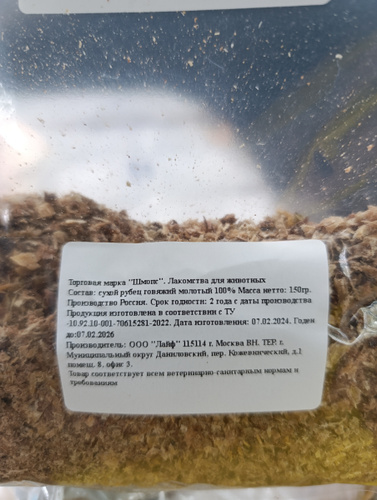 Торговая марка "Шмопс". Лакомства для животных
Состав: сухой рубец говяжий молотый 100% Масса нетто: 150гр.
Производство Россия. Срок годности: 2 года с даты производства
Продукция изготовлена в соответствии с ТУ
-10.92.10-001-70615281-2022. Дата изготовления: 07.02.2024. Годен
до:07.02.2026
Производитель: ООО "Лайф" 115114 г. Москва ВН. ТЕР. г.
Муниципальный округ Даниловский, пер. Кожевнический, д.1
помещ. 8, офис 3.
Товар соответствует всем ветеринарно-санитарным нормам и
требованиям